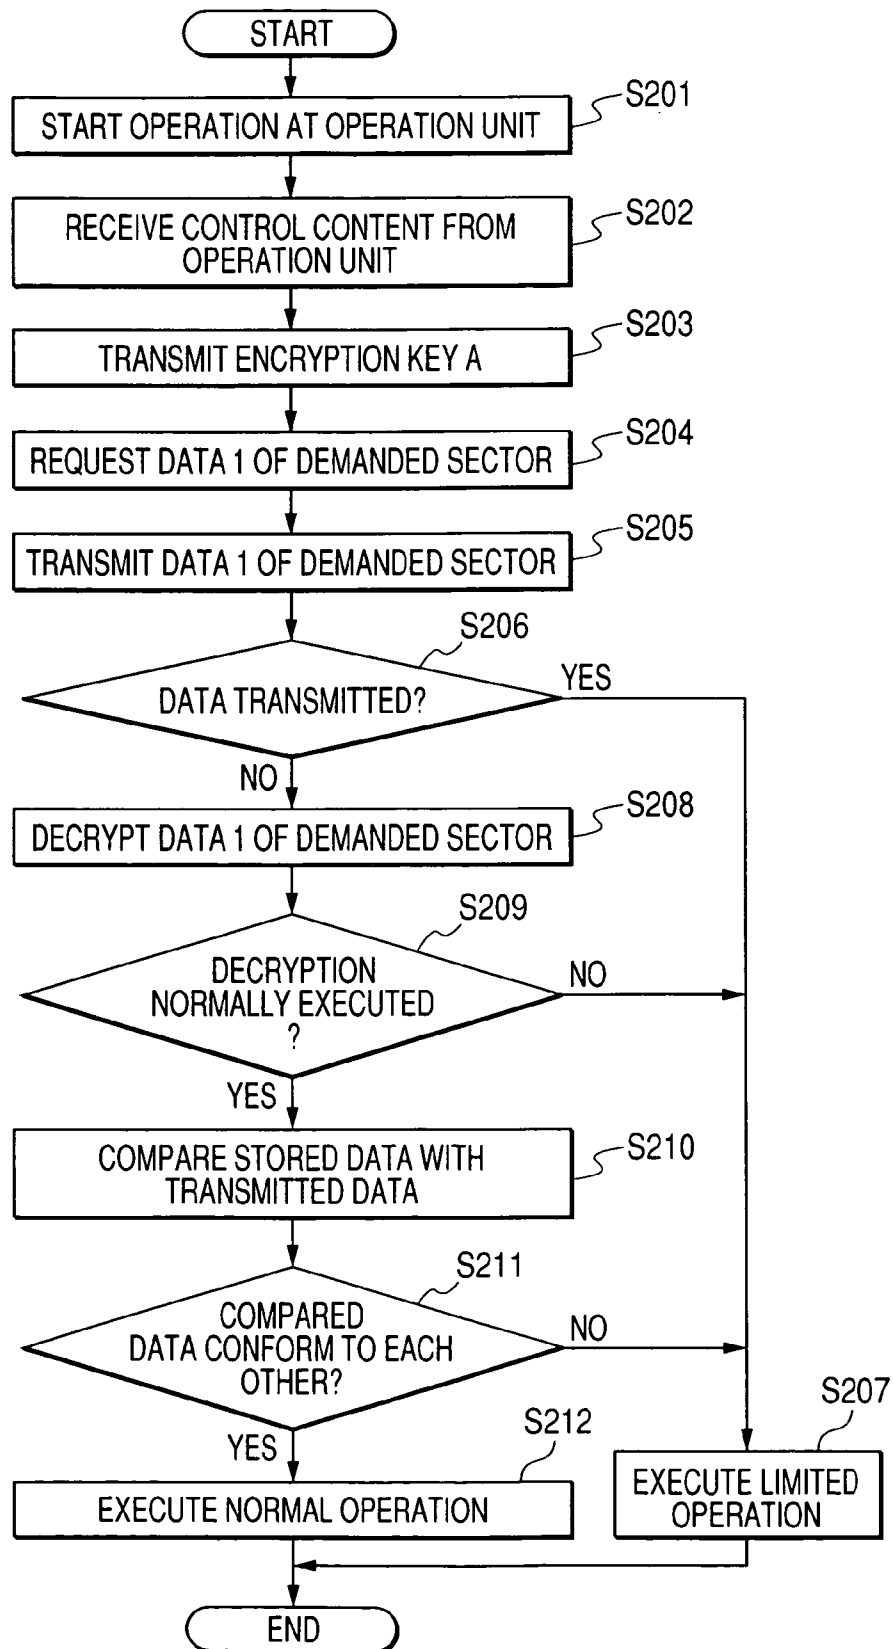 START
START OPERATION AT OPERATION UNIT
S201
RECEIVE CONTROL CONTENT FROM
OPERATION UNIT
S202
TRANSMIT ENCRYPTION KEY A
S203
REQUEST DATA 1 OF DEMANDED SECTOR
S204
TRANSMIT DATA 1 OF DEMANDED SECTOR
S205
S206
DATA TRANSMITTED?
YES
NO
DECRYPT DATA 1 OF DEMANDED SECTOR
S208
S209
DECRYPTION
NORMALLY EXECUTED
?
NO
YES
COMPARE STORED DATA WITH
TRANSMITTED DATA
S210
S211
COMPARED
DATA CONFORM TO EACH
OTHER?
NO
YES
S212
EXECUTE NORMAL OPERATION
S207
EXECUTE LIMITED
OPERATION
END